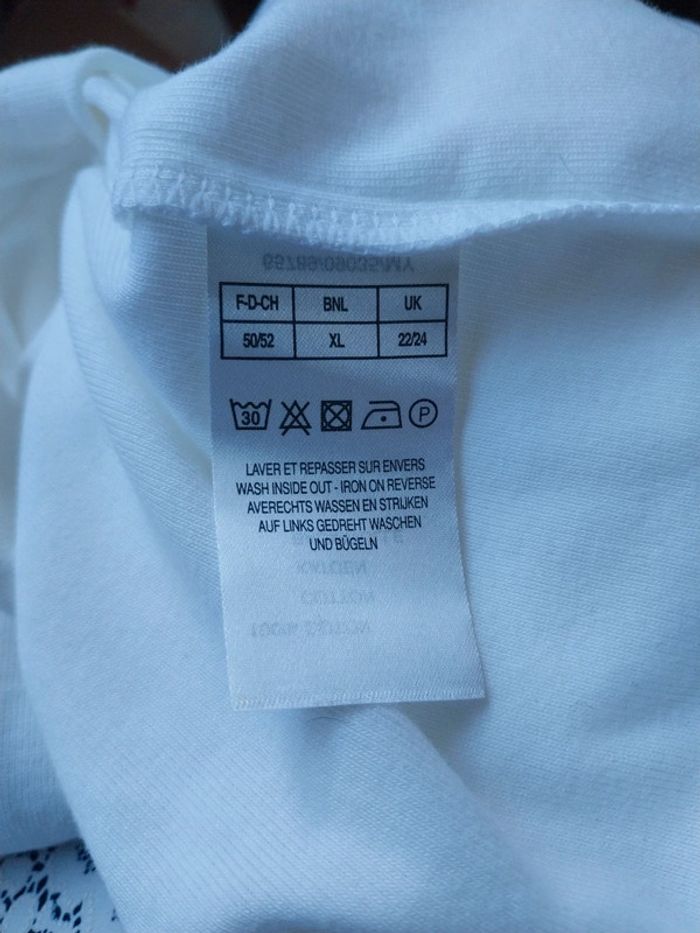 F-D-CH BNL UK
50/52 XL 22/24
30 P
LAVER ET REPASSER SUR ENVERS
WASH INSIDE OUT - IRON ON REVERSE
AVERECHTS WASSEN EN STRIJKEN
AUF LINKS GEDREHT WASCHEN
UND BÜGELN